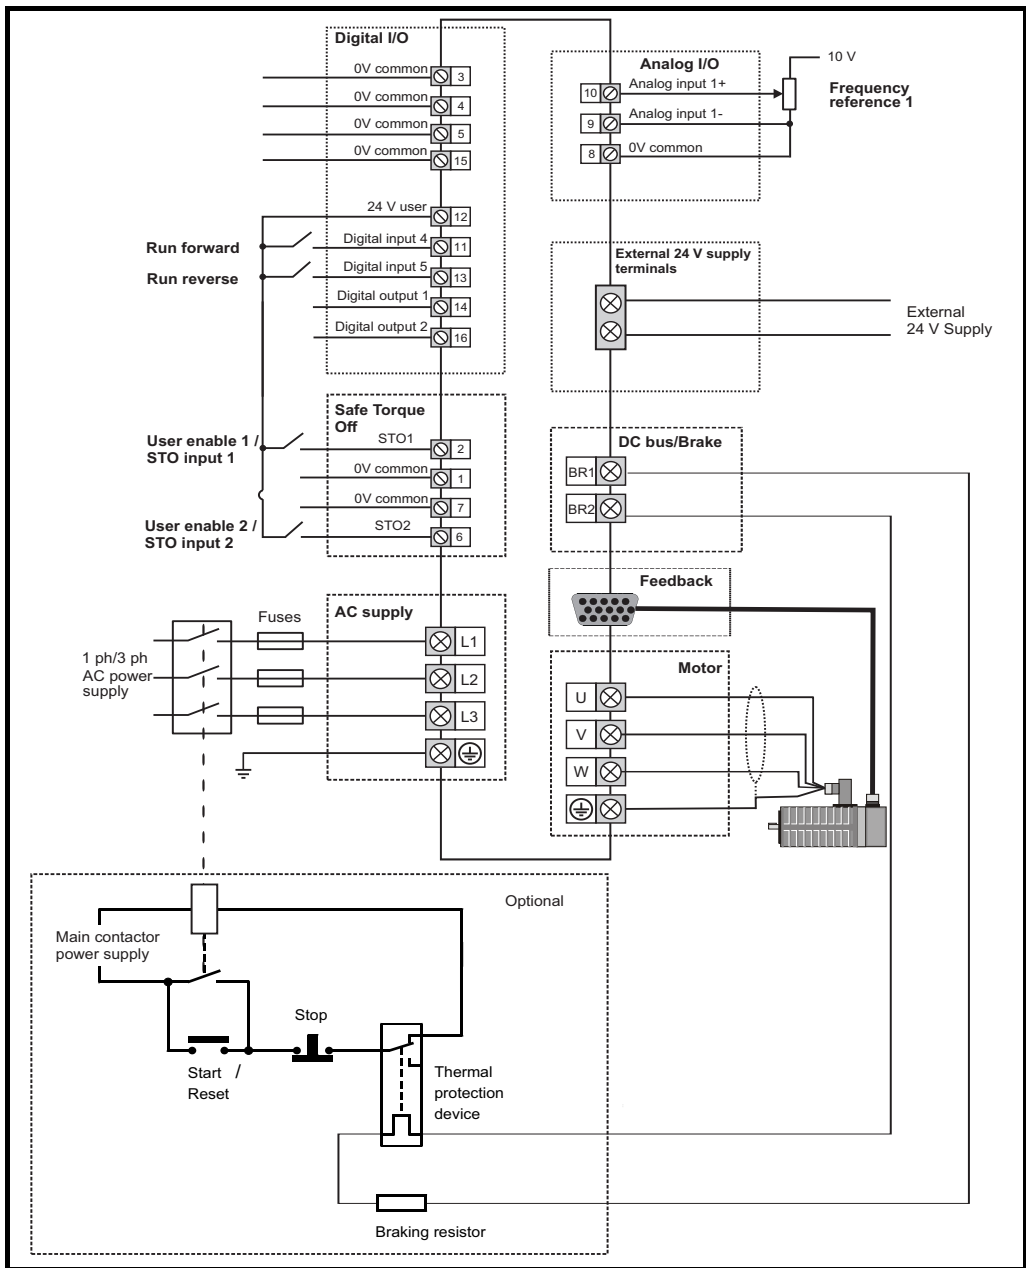 Digital I/O
0V common 3
0V common 4
0V common 5
0V common 15
24 V user 12
Run forward
Digital input 4 11
Run reverse
Digital input 5 13
Digital output 1 14
Digital output 2 16
Analog I/O
10 V
10 Analog input 1+
Frequency
reference 1
9 Analog input 1-
8 0V common
External 24 V supply
terminals
External
24 V Supply
Safe Torque
Off
User enable 1 /
STO input 1
STO1 2
0V common 1
0V common 7
User enable 2 /
STO input 2
STO2 6
DC bus/Brake
BR1
BR2
Feedback
AC supply
Fuses
1 ph/3 ph
AC power
supply
L1
L2
L3
Motor
U
V
W
Optional
Main contactor
power supply
Stop
Start /
Reset
Thermal
protection
device
Braking resistor